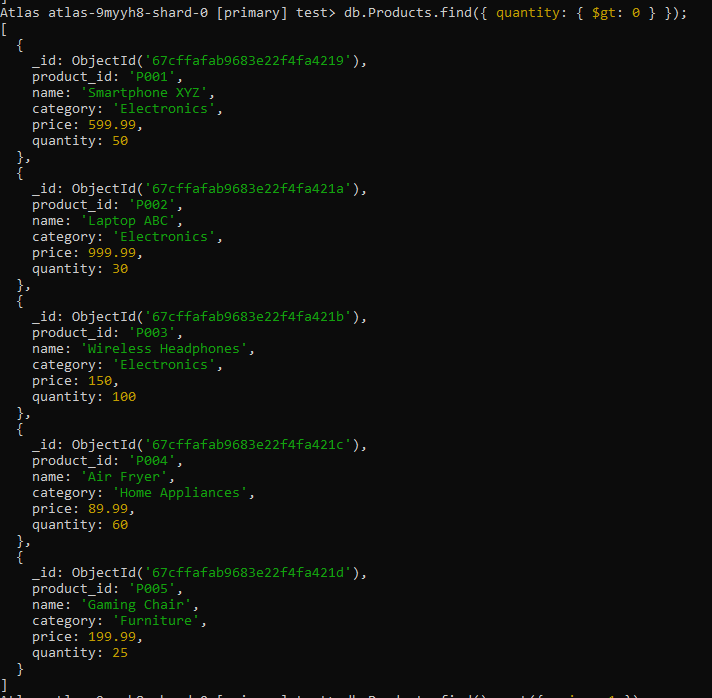 ]
Atlas atlas-9myyh8-shard-0 [primary] test> db.Products.find({ quantity: { $gt: 0 } });
[
  {
    _id: ObjectId('67cffafab9683e22f4fa4219'),
    product_id: 'P001',
    name: 'Smartphone XYZ',
    category: 'Electronics',
    price: 599.99,
    quantity: 50
  },
  {
    _id: ObjectId('67cffafab9683e22f4fa421a'),
    product_id: 'P002',
    name: 'Laptop ABC',
    category: 'Electronics',
    price: 999.99,
    quantity: 30
  },
  {
    _id: ObjectId('67cffafab9683e22f4fa421b'),
    product_id: 'P003',
    name: 'Wireless Headphones',
    category: 'Electronics',
    price: 150,
    quantity: 100
  },
  {
    _id: ObjectId('67cffafab9683e22f4fa421c'),
    product_id: 'P004',
    name: 'Air Fryer',
    category: 'Home Appliances',
    price: 89.99,
    quantity: 60
  },
  {
    _id: ObjectId('67cffafab9683e22f4fa421d'),
    product_id: 'P005',
    name: 'Gaming Chair',
    category: 'Furniture',
    price: 199.99,
    quantity: 25
  }
]